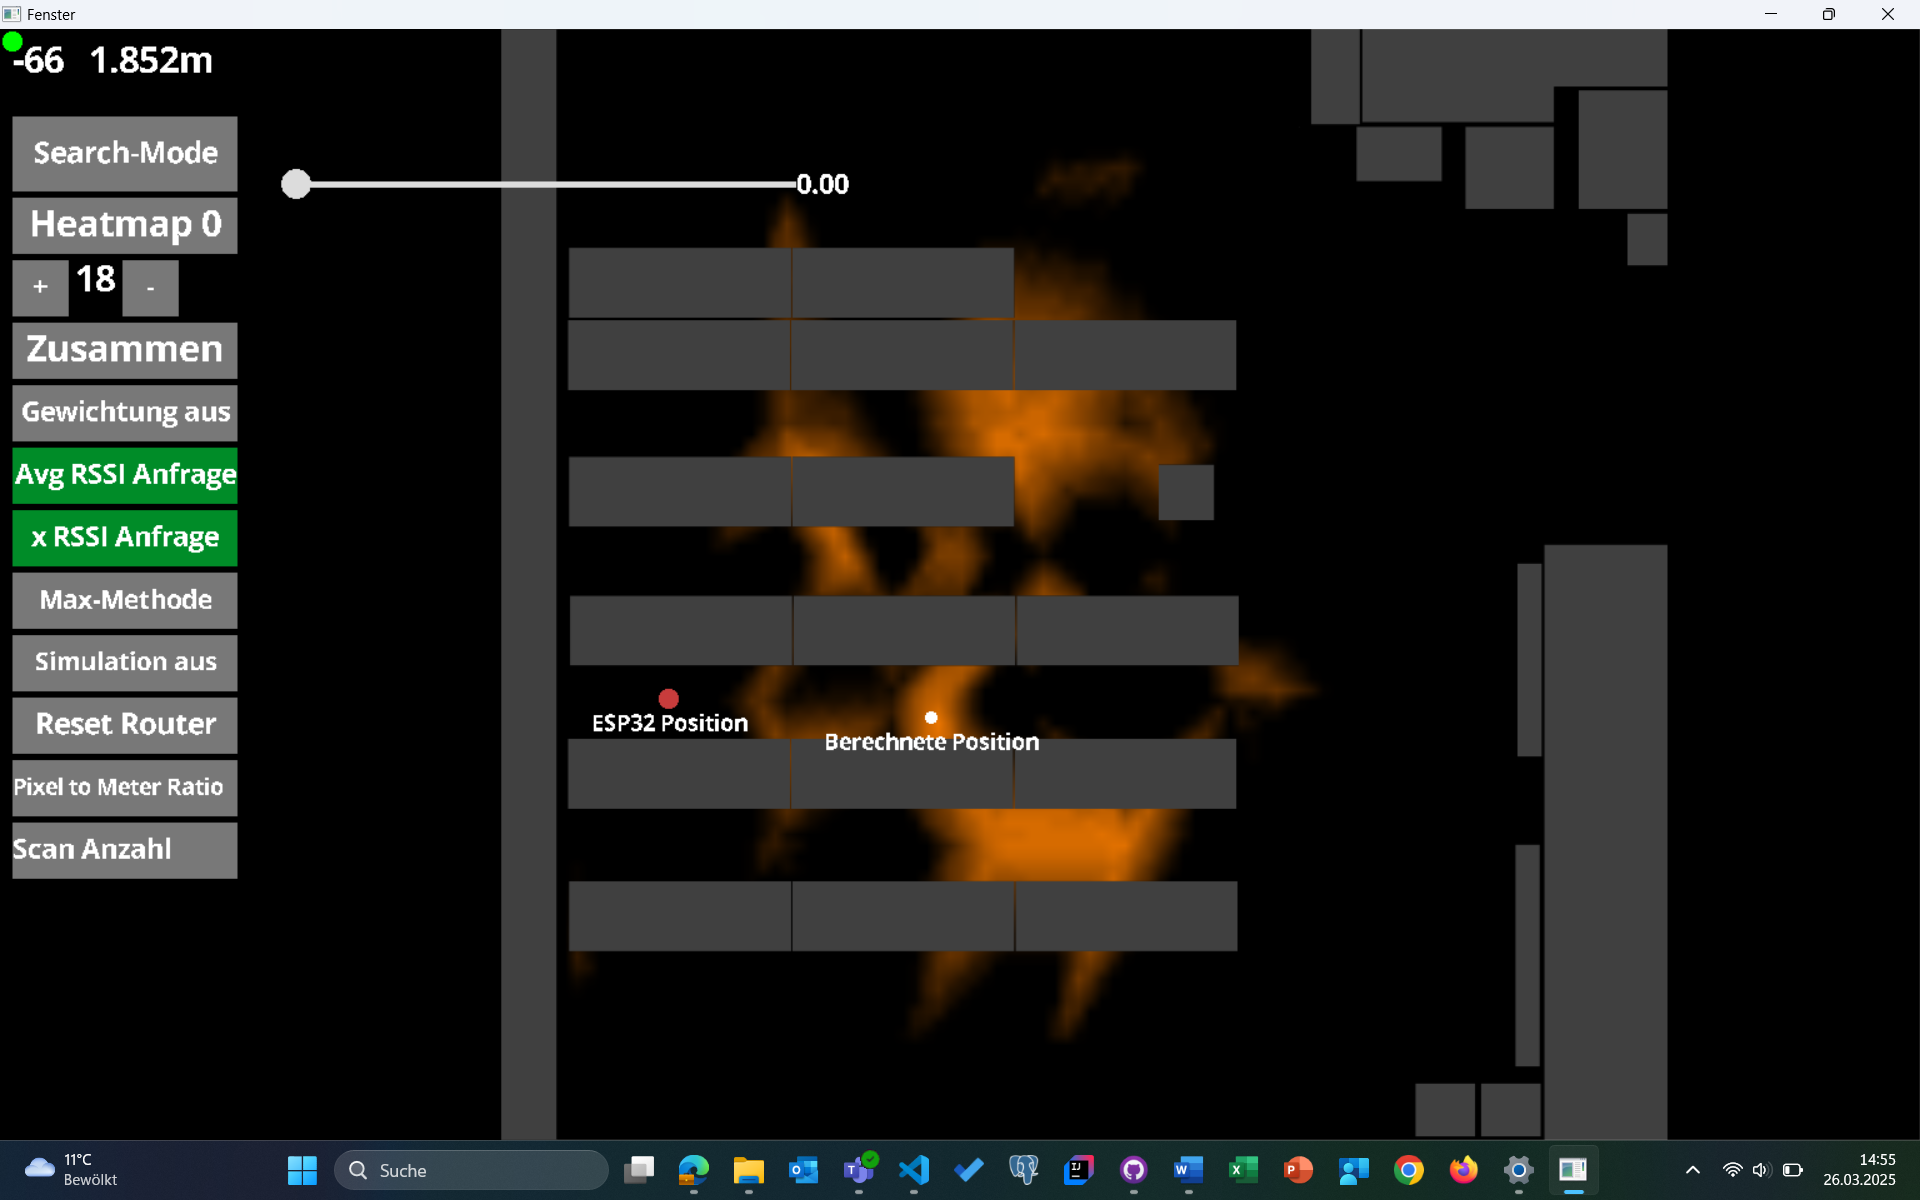 Fenster
-66 1.852m
Search-Mode
0.00
Heatmap 0
+ 18 -
Zusammen
Gewichtung aus
Avg RSSI Anfrage
x RSSI Anfrage
Max-Methode
Simulation aus
ESP32 Position
Berechnete Position
Reset Router
Pixel to Meter Ratio
Scan Anzahl
11°C
Bewölkt
Suche
14:55
26.03.2025